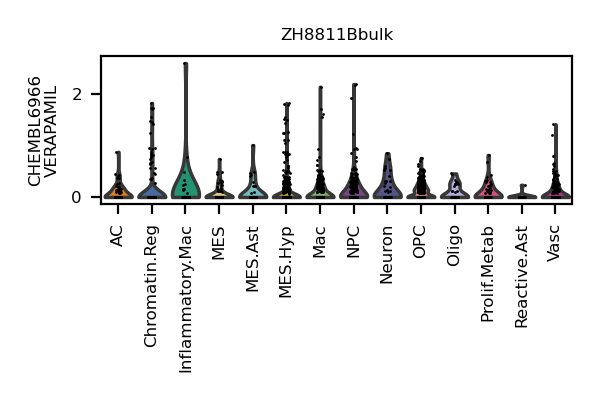 ZH8811Bbulk
CHEMBL6966
VERAPAMIL
2
0
AC
Chromatin.Reg
Inflammatory.Mac
MES
MES.Ast
MES.Hyp
Mac
NPC
Neuron
OPC
Oligo
Prolif.Metab
Reactive.Ast
Vasc